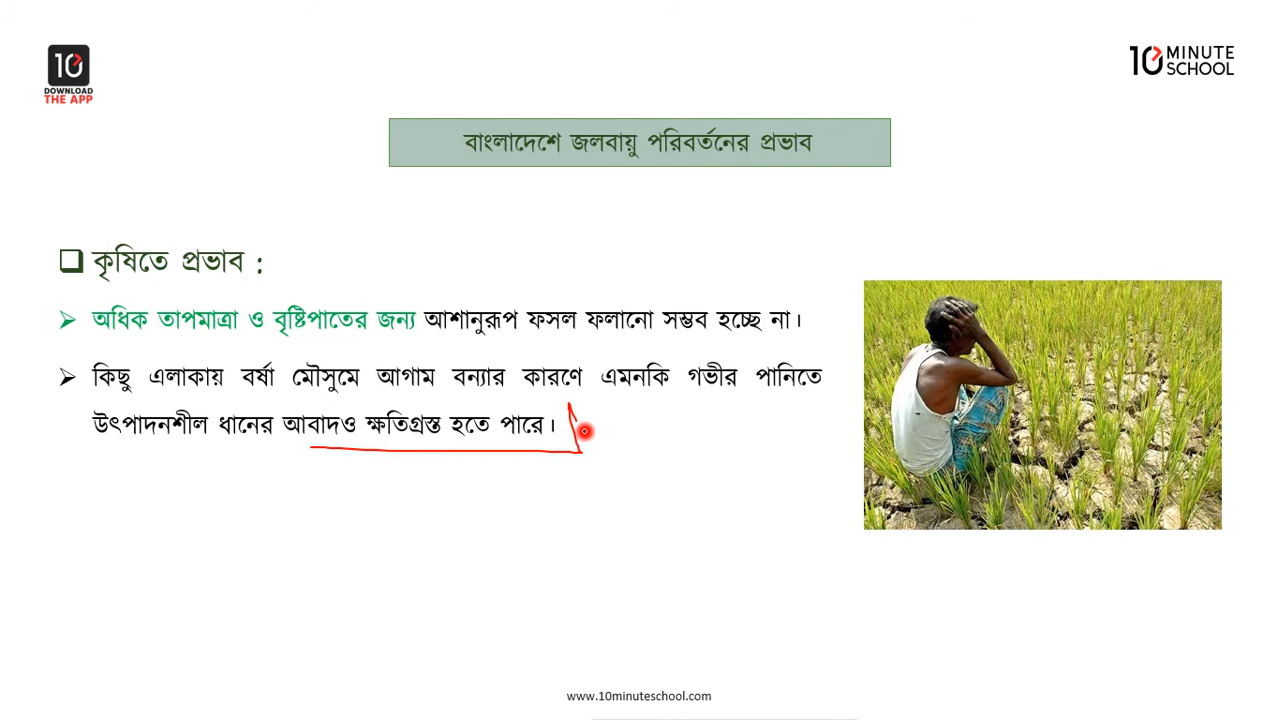 10
DOWNLOAD
THE APP
10 MINUTE
SCHOOL
বাংলাদেশে জলবায়ু পরিবর্তনের প্রভাব
কৃষিতে প্রভাব :
অধিক তাপমাত্রা ও বৃষ্টিপাতের জন্য আশানুরূপ ফসল ফলানো সম্ভব হচ্ছে না।
কিছু এলাকায় বর্ষা মৌসুমে আগাম বন্যার কারণে এমনকি গভীর পানিতে
উৎপাদনশীল ধানের আবাদও ক্ষতিগ্রস্ত হতে পারে।
www.10minuteschool.com